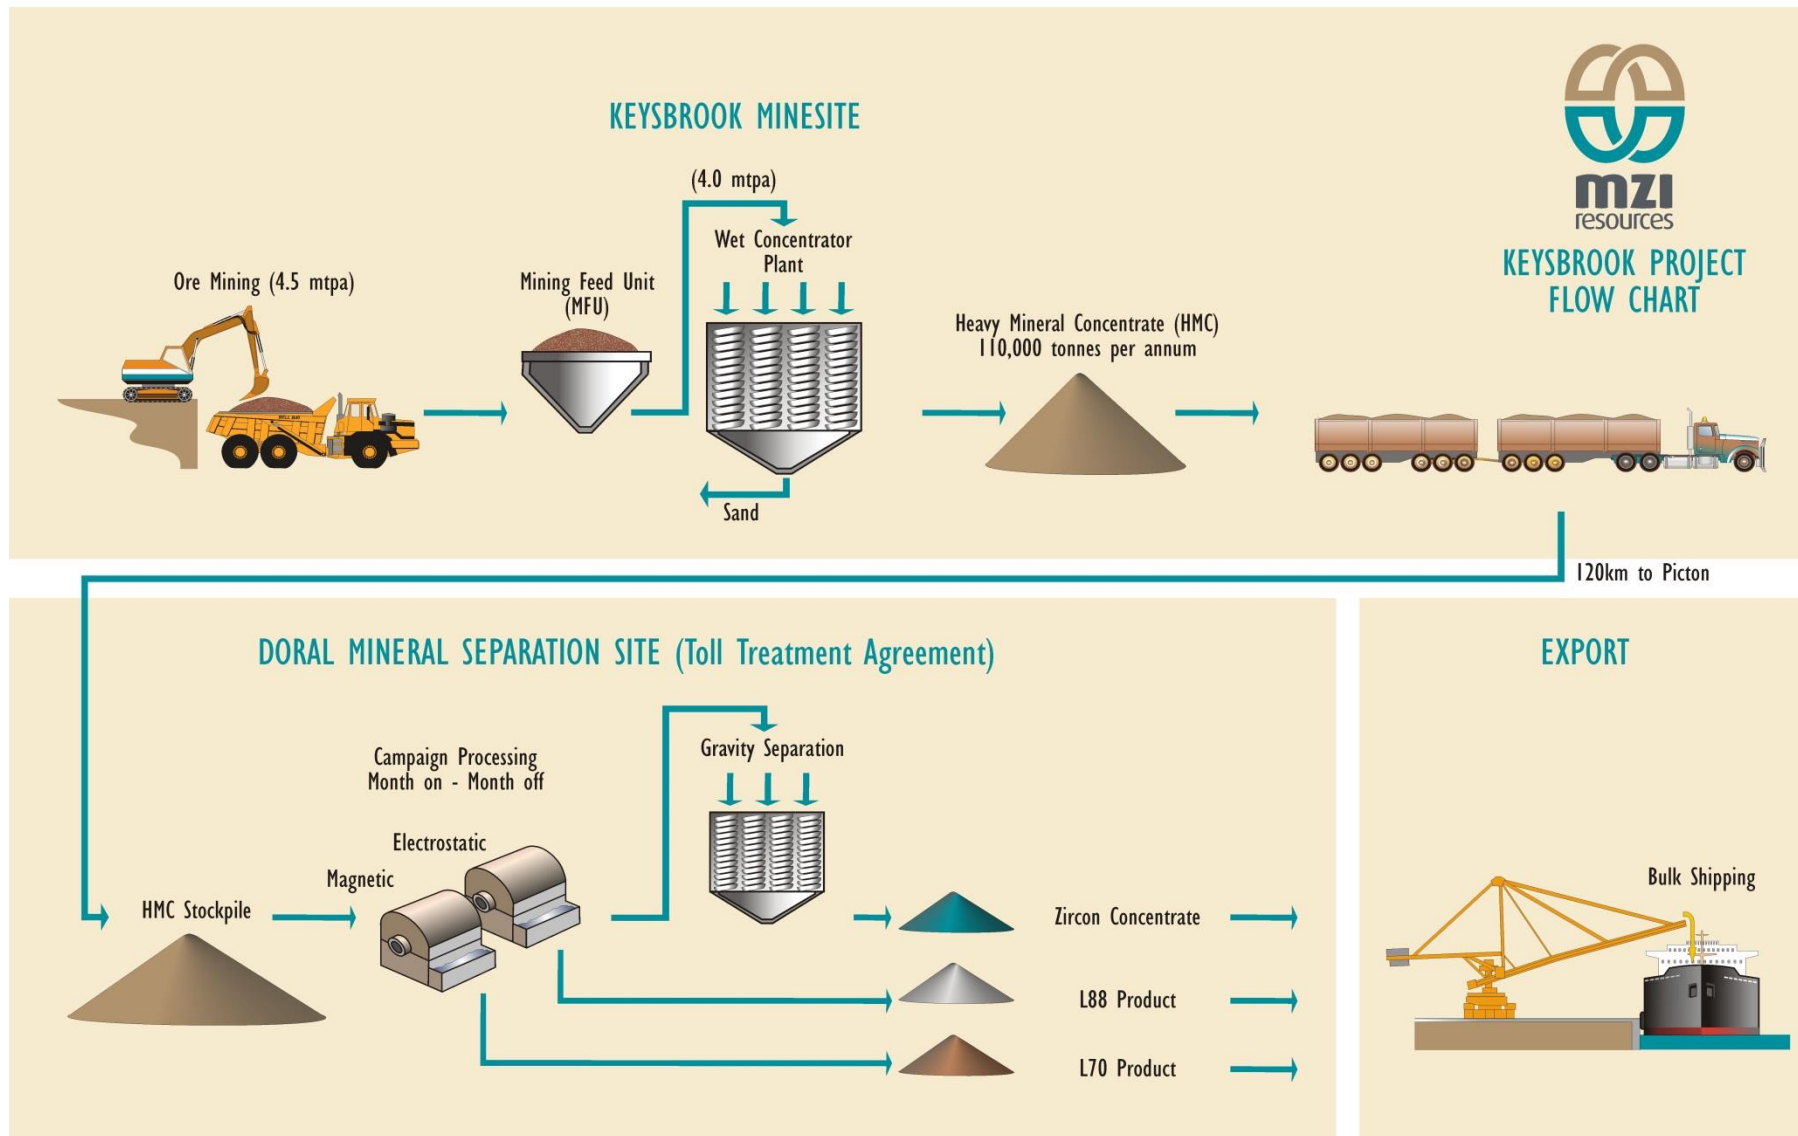 KEYSBROOK MINESITE
mzi
resources
KEYSBROOK PROJECT
FLOW CHART
(4.0 mtpa)
Ore Mining (4.5 mtpa)
Mining Feed Unit
(MFU)
Wet Concentrator
Plant
Heavy Mineral Concentrate (HMC)
110,000 tonnes per annum
Sand
120km to Picton
DORAL MINERAL SEPARATION SITE (Toll Treatment Agreement)
Campaign Processing
Month on - Month off
Gravity Separation
Electrostatic
Magnetic
HMC Stockpile
Zircon Concentrate
L88 Product
L70 Product
EXPORT
Bulk Shipping